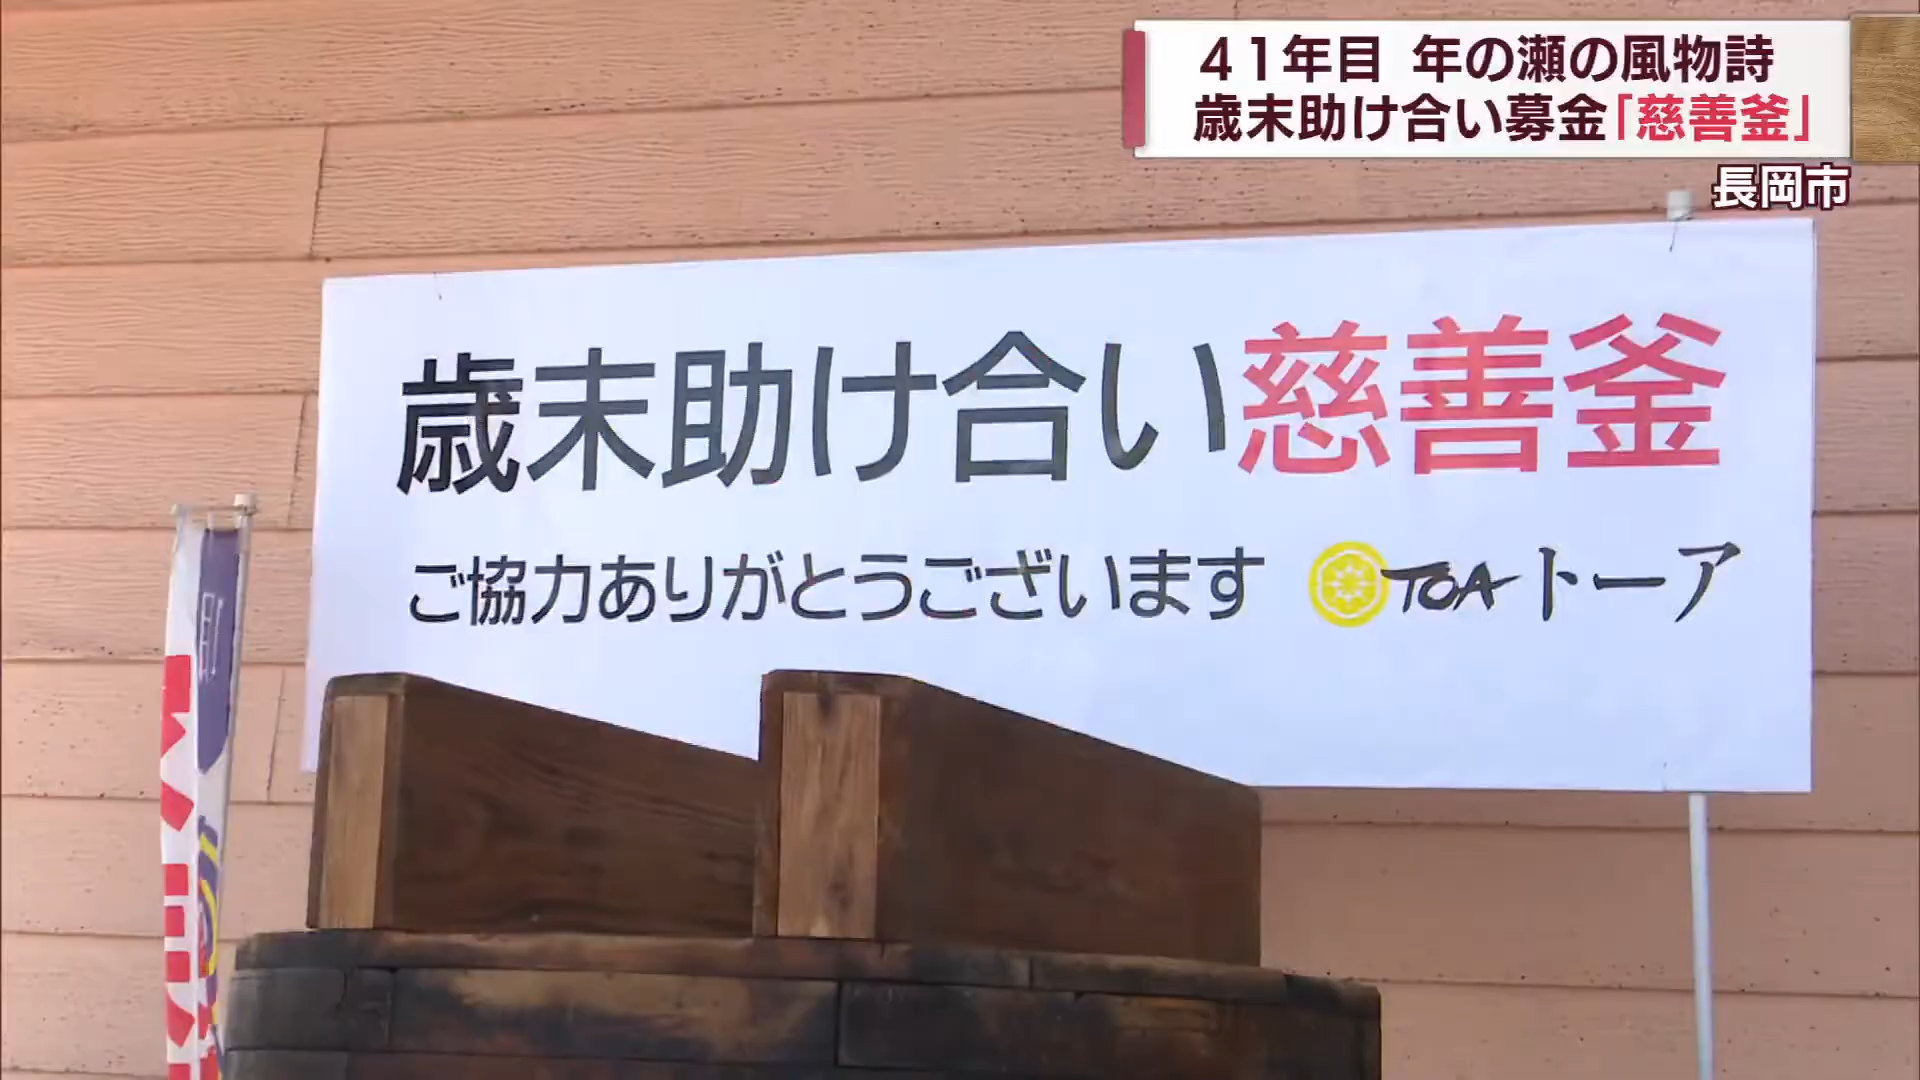 41年目 年の瀬の風物詩
歳末助け合い募金「慈善釜」
長岡市
歳末助け合い慈善釜
ご協力ありがとうございます TOA トーア